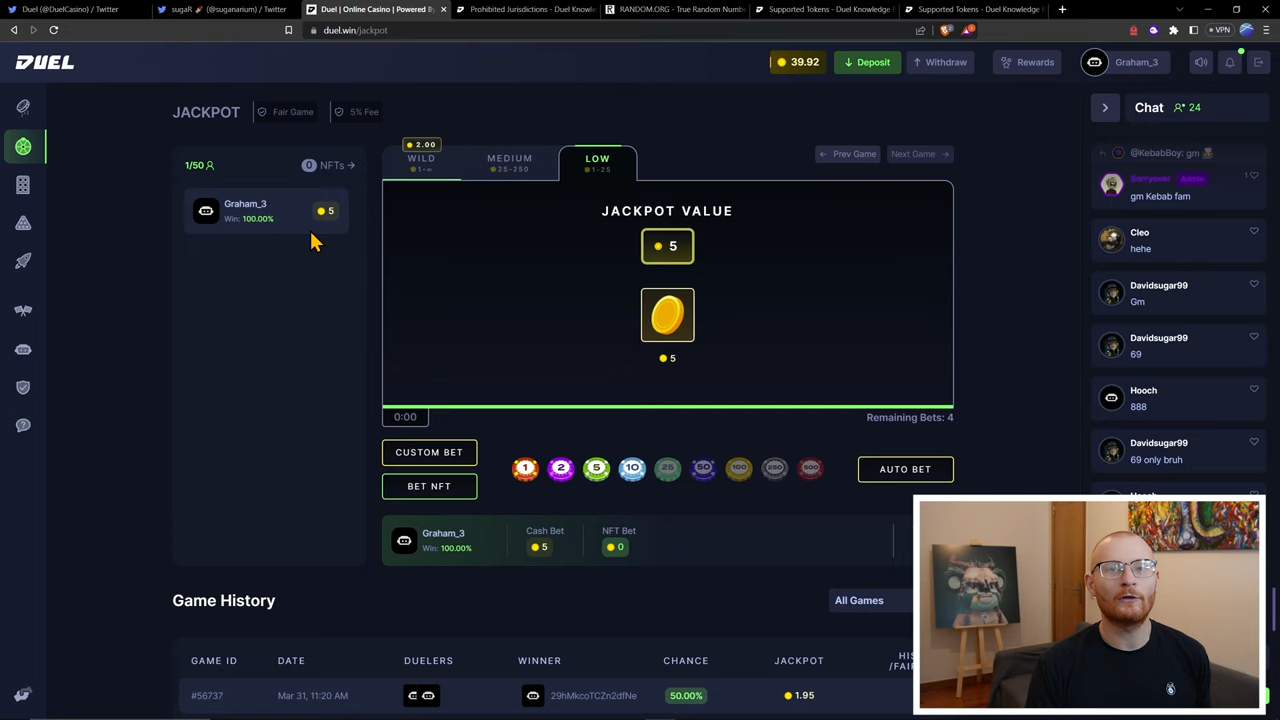 Duel (@DuelCasino) / Twitter
sugaR 🚀 (@suganarium) / Twitter
Duel | Online Casino | Powered By
Prohibited Jurisdictions - Duel Knowle
RANDOM.ORG - True Random Numb
Supported Tokens - Duel Knowledge
Supported Tokens - Duel Knowledge
duel.win/jackpot
VPN
DUEL
39.92
Deposit
Withdraw
Rewards
Graham_3
JACKPOT
Fair Game
5% Fee
Chat
24
1/50
0 NFTs →
2.00
WILD
1-∞
MEDIUM
25-250
LOW
1-25
← Prev Game
Next Game →
@KebabBoy: gm
Sorryover Admin
1
gm Kebab fam
Graham_3
Win: 100.00%
5
JACKPOT VALUE
5
5
Cleo
hehe
Davidsugar99
Gm
Davidsugar99
69
Hooch
888
Davidsugar99
69 only bruh
0:00
Remaining Bets: 4
CUSTOM BET
BET NFT
1
2
5
10
25
50
100
250
500
AUTO BET
Graham_3
Win: 100.00%
Cash Bet
5
NFT Bet
0
Game History
All Games
GAME ID
DATE
DUELERS
WINNER
CHANCE
JACKPOT
#56737
Mar 31, 11:20 AM
29hMkcoTCZn2dfNe
50.00%
1.95